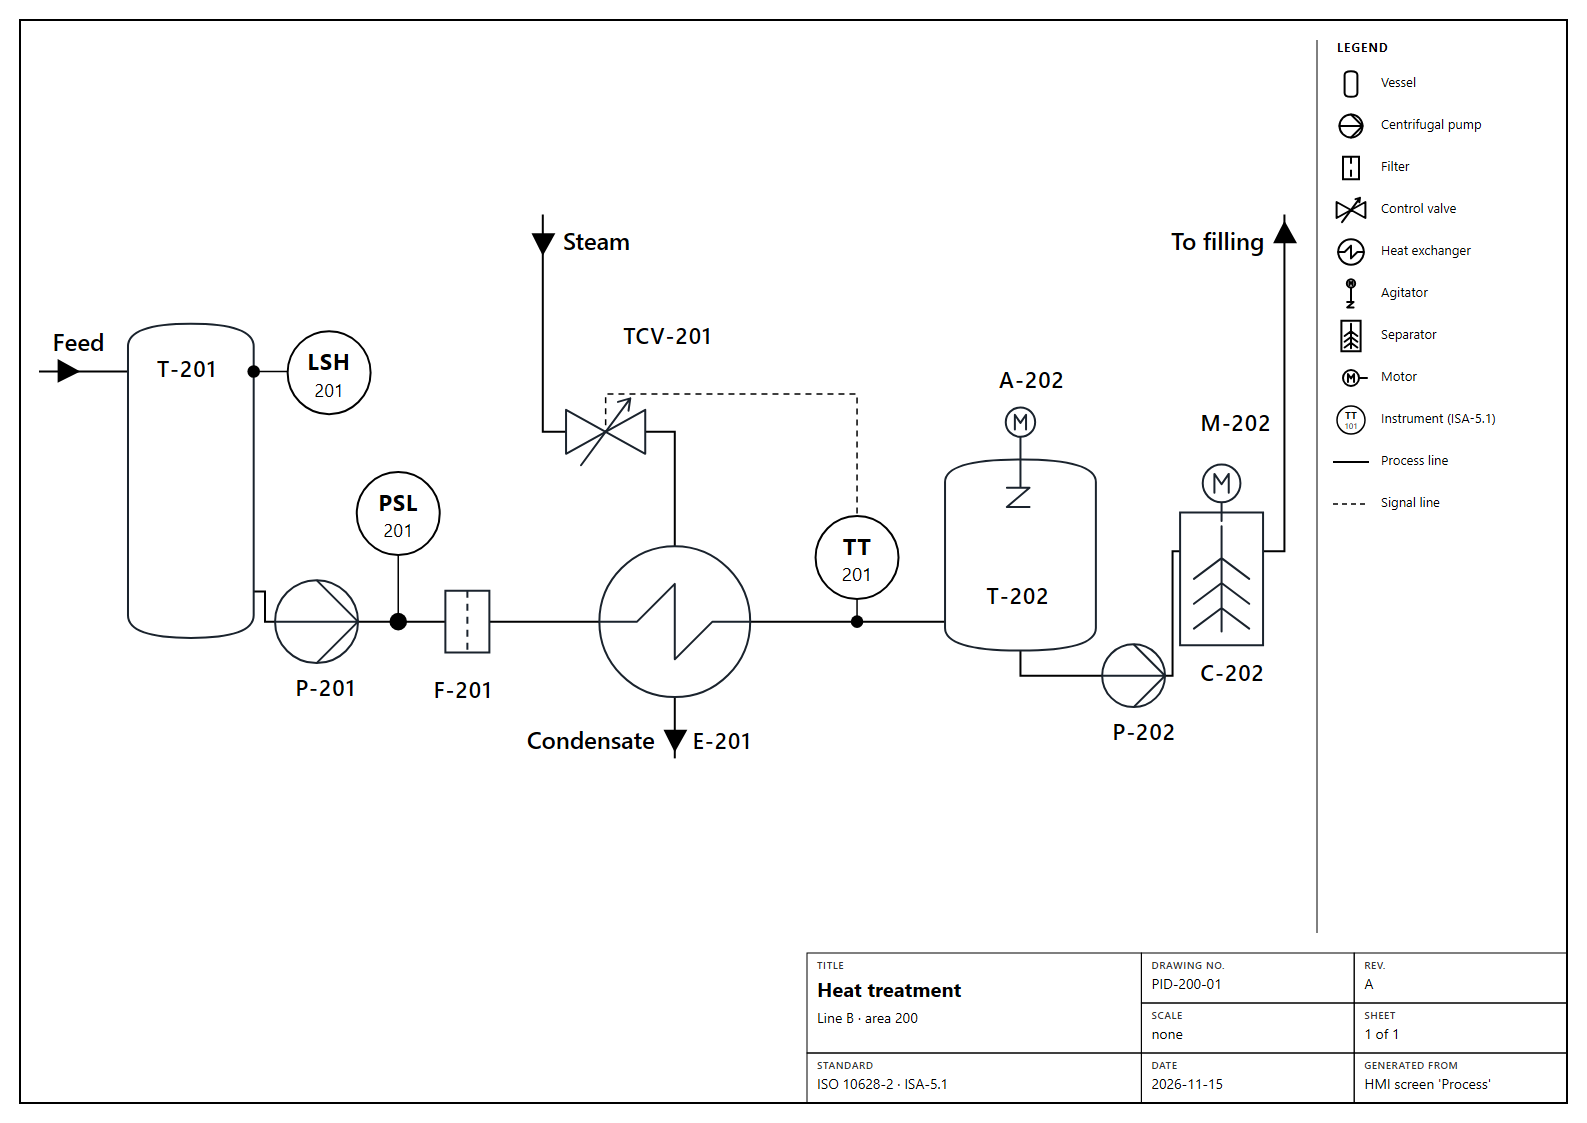 Feed
T-201
LSH
201
PSL
201
P-201
F-201
Steam
TCV-201
Condensate
E-201
TT
201
A-202
M
T-202
P-202
To filling
M-202
M
C-202
LEGEND
Vessel
Centrifugal pump
Filter
Control valve
Heat exchanger
M
Agitator
Separator
M
Motor
TT
101
Instrument (ISA-5.1)
Process line
Signal line
TITLE
Heat treatment
Line B · area 200
DRAWING NO.
PID-200-01
REV.
A
SCALE
none
SHEET
1 of 1
STANDARD
ISO 10628-2 · ISA-5.1
DATE
2026-11-15
GENERATED FROM
HMI screen 'Process'